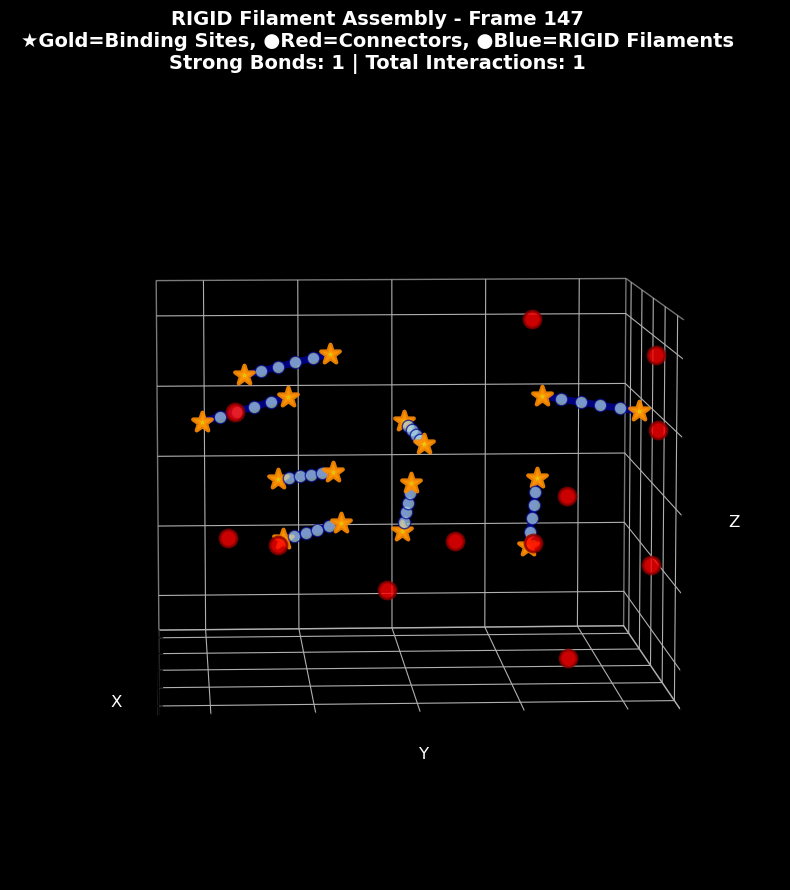 RIGID Filament Assembly - Frame 147
★Gold=Binding Sites, ●Red=Connectors, ●Blue=RIGID Filaments
Strong Bonds: 1 | Total Interactions: 1
Z
X
Y